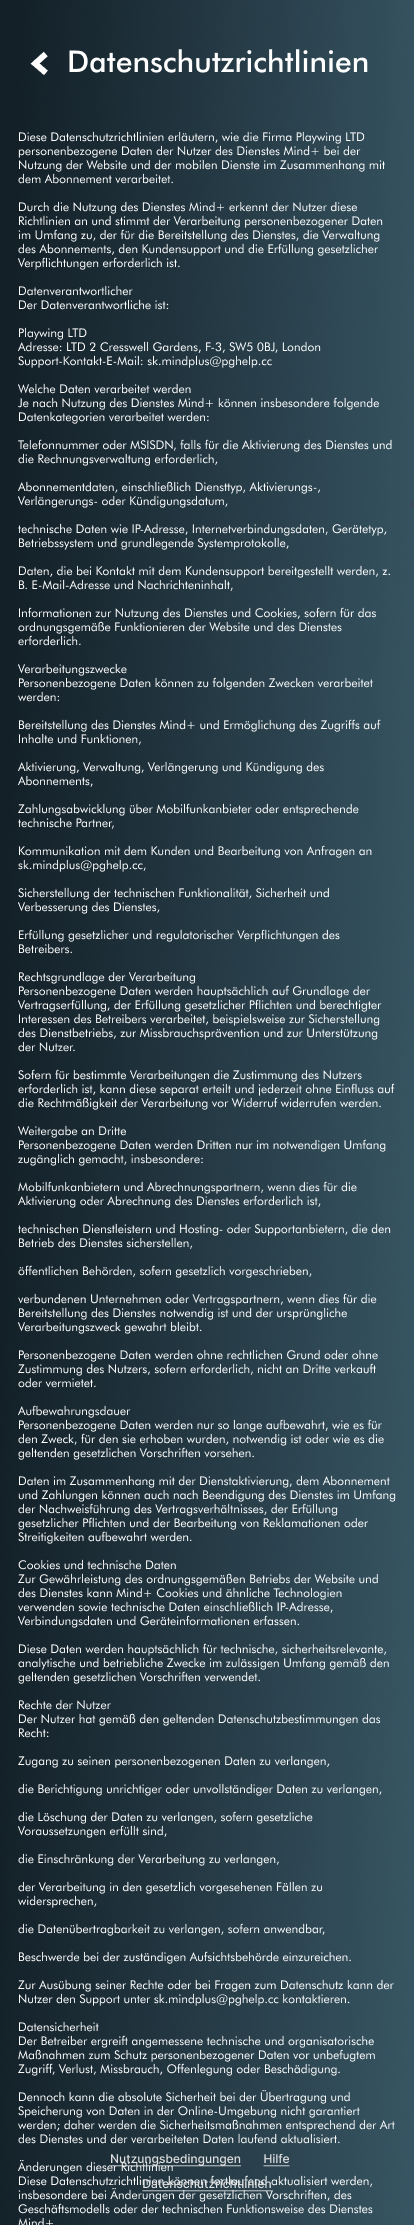 Datenschutzrichtlinien
Diese Datenschutzrichtlinien erläutern, wie die Firma Playwing LTD
personenbezogene Daten der Nutzer des Dienstes Mind+ bei der
Nutzung der Website und der mobilen Dienste im Zusammenhang mit
dem Abonnement verarbeitet.
Durch die Nutzung des Dienstes Mind+ erkennt der Nutzer diese
Richtlinien an und stimmt der Verarbeitung personenbezogener Daten
im Umfang zu, der für die Bereitstellung des Dienstes, die Verwaltung
des Abonnements, den Kundensupport und die Erfüllung gesetzlicher
Verpflichtungen erforderlich ist.
Datenverantwortlicher
Der Datenverantwortliche ist:
Playwing LTD
Adresse: LTD 2 Cresswell Gardens, F-3, SW5 0BJ, London
Support-Kontakt-E-Mail: sk.mindplus@pghelp.cc
Welche Daten verarbeitet werden
Je nach Nutzung des Dienstes Mind+ können insbesondere folgende
Datenkategorien verarbeitet werden:
Telefonnummer oder MSISDN, falls für die Aktivierung des Dienstes und
die Rechnungsverwaltung erforderlich,
Abonnementdaten, einschließlich Diensttyp, Aktivierungs-,
Verlängerungs- oder Kündigungsdatum,
technische Daten wie IP-Adresse, Internetverbindungsdaten, Gerätetyp,
Betriebssystem und grundlegende Systemprotokolle,
Daten, die bei Kontakt mit dem Kundensupport bereitgestellt werden, z.
B. E-Mail-Adresse und Nachrichteninhalt,
Informationen zur Nutzung des Dienstes und Cookies, sofern für das
ordnungsgemäße Funktionieren der Website und des Dienstes
erforderlich.
Verarbeitungszwecke
Personenbezogene Daten können zu folgenden Zwecken verarbeitet
werden:
Bereitstellung des Dienstes Mind+ und Ermöglichung des Zugriffs auf
Inhalte und Funktionen,
Aktivierung, Verwaltung, Verlängerung und Kündigung des
Abonnements,
Zahlungsabwicklung über Mobilfunkanbieter oder entsprechende
technische Partner,
Kommunikation mit dem Kunden und Bearbeitung von Anfragen an
sk.mindplus@pghelp.cc,
Sicherstellung der technischen Funktionalität, Sicherheit und
Verbesserung des Dienstes,
Erfüllung gesetzlicher und regulatorischer Verpflichtungen des
Betreibers.
Rechtsgrundlage der Verarbeitung
Personenbezogene Daten werden hauptsächlich auf Grundlage der
Vertragserfüllung, der Erfüllung gesetzlicher Pflichten und berechtigter
Interessen des Betreibers verarbeitet, beispielsweise zur Sicherstellung
des Dienstbetriebs, zur Missbrauchsprävention und zur Unterstützung
der Nutzer.
Sofern für bestimmte Verarbeitungen die Zustimmung des Nutzers
erforderlich ist, kann diese separat erteilt und jederzeit ohne Einfluss auf
die Rechtmäßigkeit der Verarbeitung vor Widerruf widerrufen werden.
Weitergabe an Dritte
Personenbezogene Daten werden Dritten nur im notwendigen Umfang
zugänglich gemacht, insbesondere:
Mobilfunkanbietern und Abrechnungspartnern, wenn dies für die
Aktivierung oder Abrechnung des Dienstes erforderlich ist,
technischen Dienstleistern und Hosting- oder Supportanbietern, die den
Betrieb des Dienstes sicherstellen,
öffentlichen Behörden, sofern gesetzlich vorgeschrieben,
verbundenen Unternehmen oder Vertragspartnern, wenn dies für die
Bereitstellung des Dienstes notwendig ist und der ursprüngliche
Verarbeitungszweck gewahrt bleibt.
Personenbezogene Daten werden ohne rechtlichen Grund oder ohne
Zustimmung des Nutzers, sofern erforderlich, nicht an Dritte verkauft
oder vermietet.
Aufbewahrungsdauer
Personenbezogene Daten werden nur so lange aufbewahrt, wie es für
den Zweck, für den sie erhoben wurden, notwendig ist oder wie es die
geltenden gesetzlichen Vorschriften vorsehen.
Daten im Zusammenhang mit der Dienstaktivierung, dem Abonnement
und Zahlungen können auch nach Beendigung des Dienstes im Umfang
der Nachweisführung des Vertragsverhältnisses, der Erfüllung
gesetzlicher Pflichten und der Bearbeitung von Reklamationen oder
Streitigkeiten aufbewahrt werden.
Cookies und technische Daten
Zur Gewährleistung des ordnungsgemäßen Betriebs der Website und
des Dienstes kann Mind+ Cookies und ähnliche Technologien
verwenden sowie technische Daten einschließlich IP-Adresse,
Verbindungsdaten und Geräteinformationen erfassen.
Diese Daten werden hauptsächlich für technische, sicherheitsrelevante,
analytische und betriebliche Zwecke im zulässigen Umfang gemäß den
geltenden gesetzlichen Vorschriften verwendet.
Rechte der Nutzer
Der Nutzer hat gemäß den geltenden Datenschutzbestimmungen das
Recht:
Zugang zu seinen personenbezogenen Daten zu verlangen,
die Berichtigung unrichtiger oder unvollständiger Daten zu verlangen,
die Löschung der Daten zu verlangen, sofern gesetzliche
Voraussetzungen erfüllt sind,
die Einschränkung der Verarbeitung zu verlangen,
der Verarbeitung in den gesetzlich vorgesehenen Fällen zu
widersprechen,
die Datenübertragbarkeit zu verlangen, sofern anwendbar,
Beschwerde bei der zuständigen Aufsichtsbehörde einzureichen.
Zur Ausübung seiner Rechte oder bei Fragen zum Datenschutz kann der
Nutzer den Support unter sk.mindplus@pghelp.cc kontaktieren.
Datensicherheit
Der Betreiber ergreift angemessene technische und organisatorische
Maßnahmen zum Schutz personenbezogener Daten vor unbefugtem
Zugriff, Verlust, Missbrauch, Offenlegung oder Beschädigung.
Dennoch kann die absolute Sicherheit bei der Übertragung und
Speicherung von Daten in der Online-Umgebung nicht garantiert
werden; daher werden die Sicherheitsmaßnahmen entsprechend der Art
des Dienstes und der verarbeiteten Daten laufend aktualisiert.
Nutzungsbedingungen Hilfe
Änderungen dieser Richtlinien
Diese Datenschutzrichtlinien können fortlaufend aktualisiert werden,
Datenschutzrichtlinien
insbesondere bei Änderungen der gesetzlichen Vorschriften, des
Geschäftsmodells oder der technischen Funktionsweise des Dienstes
Mind+.